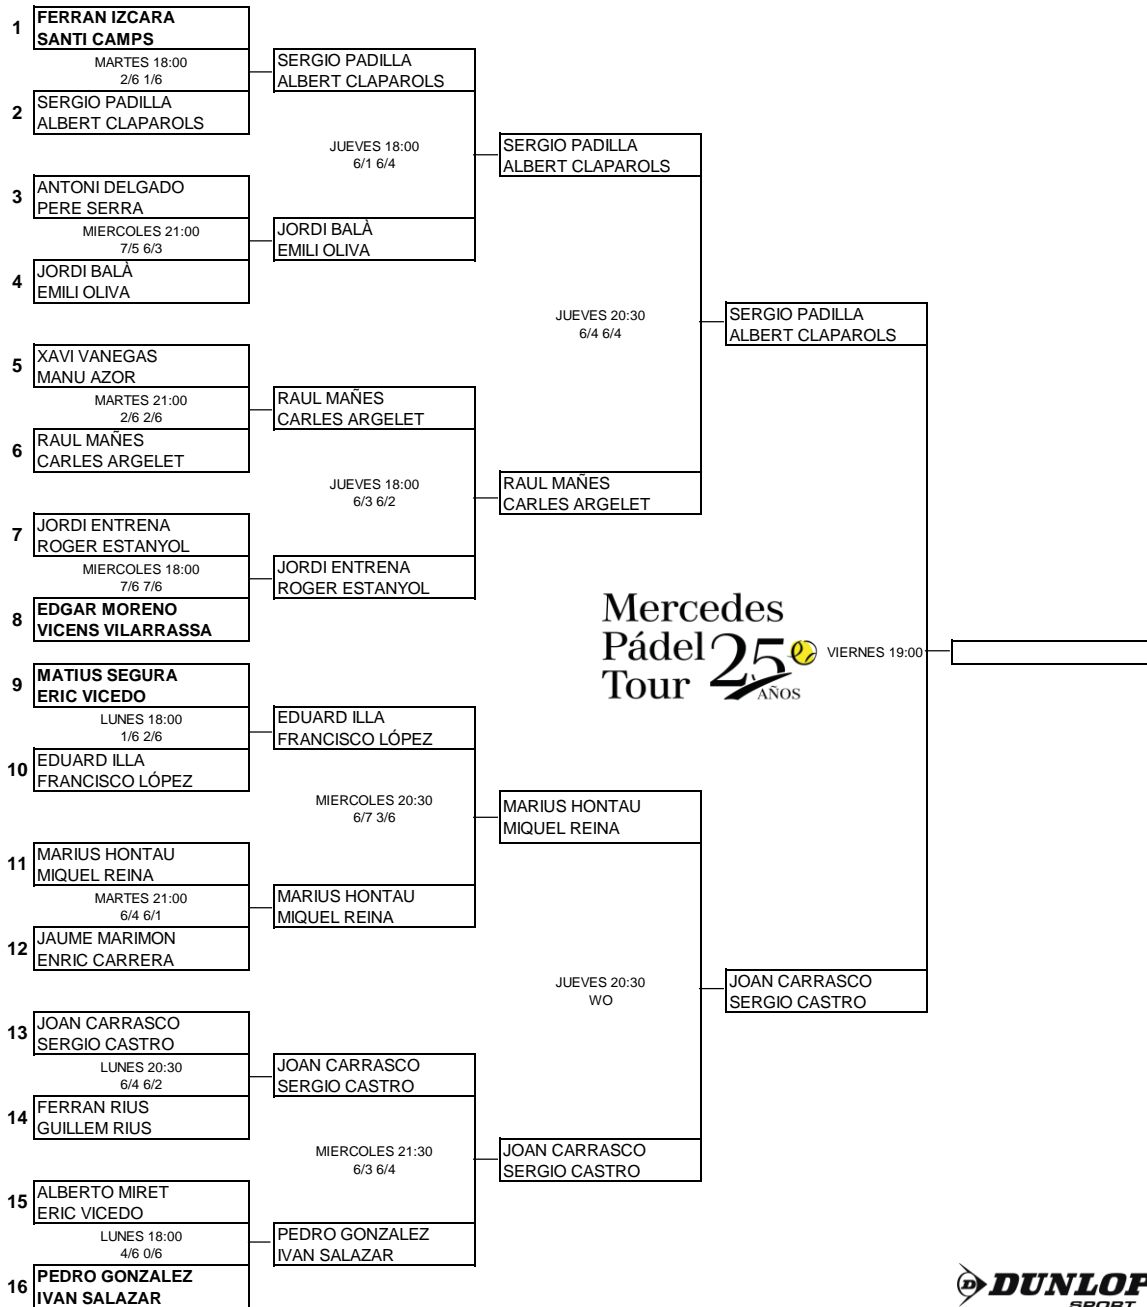 1
FERRAN IZCARA
SANTI CAMPS
MARTES 18:00
2/6 1/6
2
SERGIO PADILLA
ALBERT CLAPAROLS
3
ANTONI DELGADO
PERE SERRA
MIERCOLES 21:00
7/5 6/3
4
JORDI BALÀ
EMILI OLIVA
5
XAVI VANEGAS
MANU AZOR
MARTES 21:00
2/6 2/6
6
RAUL MAÑES
CARLES ARGELET
7
JORDI ENTRENA
ROGER ESTANYOL
MIERCOLES 18:00
7/6 7/6
8
EDGAR MORENO
VICENS VILARRASSA
9
MATIUS SEGURA
ERIC VICEDO
LUNES 18:00
1/6 2/6
10
EDUARD ILLA
FRANCISCO LÓPEZ
11
MARIUS HONTAU
MIQUEL REINA
MARTES 21:00
6/4 6/1
12
JAUME MARIMON
ENRIC CARRERA
13
JOAN CARRASCO
SERGIO CASTRO
LUNES 20:30
6/4 6/2
14
FERRAN RIUS
GUILLEM RIUS
15
ALBERTO MIRET
ERIC VICEDO
LUNES 18:00
4/6 0/6
16
PEDRO GONZALEZ
IVAN SALAZAR
SERGIO PADILLA
ALBERT CLAPAROLS
JUEVES 18:00
6/1 6/4
JORDI BALÀ
EMILI OLIVA
RAUL MAÑES
CARLES ARGELET
JUEVES 18:00
6/3 6/2
JORDI ENTRENA
ROGER ESTANYOL
EDUARD ILLA
FRANCISCO LÓPEZ
MIERCOLES 20:30
6/7 3/6
MARIUS HONTAU
MIQUEL REINA
JOAN CARRASCO
SERGIO CASTRO
MIERCOLES 21:30
6/3 6/4
PEDRO GONZALEZ
IVAN SALAZAR
SERGIO PADILLA
ALBERT CLAPAROLS
JUEVES 20:30
6/4 6/4
RAUL MAÑES
CARLES ARGELET
MARIUS HONTAU
MIQUEL REINA
JUEVES 20:30
WO
JOAN CARRASCO
SERGIO CASTRO
SERGIO PADILLA
ALBERT CLAPAROLS
Mercedes
Pádel
Tour
25
AÑOS
VIERNES 19:00
JOAN CARRASCO
SERGIO CASTRO
D DUNLOP
SPORT